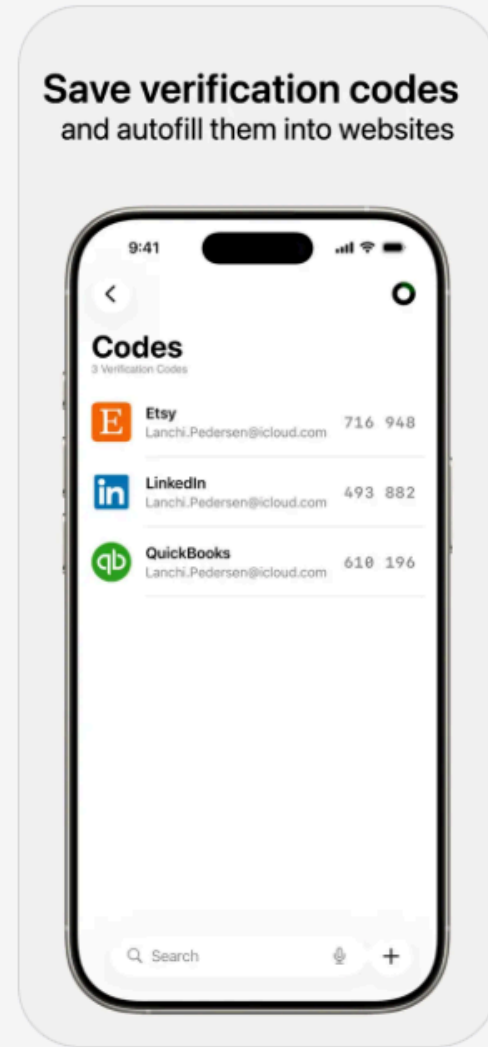 Save verification codes
and autofill them into websites
9:41
Codes
3 Verification Codes
E
Etsy
716 948
Lanchi.Pedersen@icloud.com
in
LinkedIn
493 882
Lanchi.Pedersen@icloud.com
qb
QuickBooks
610 196
Lanchi.Pedersen@icloud.com
Search